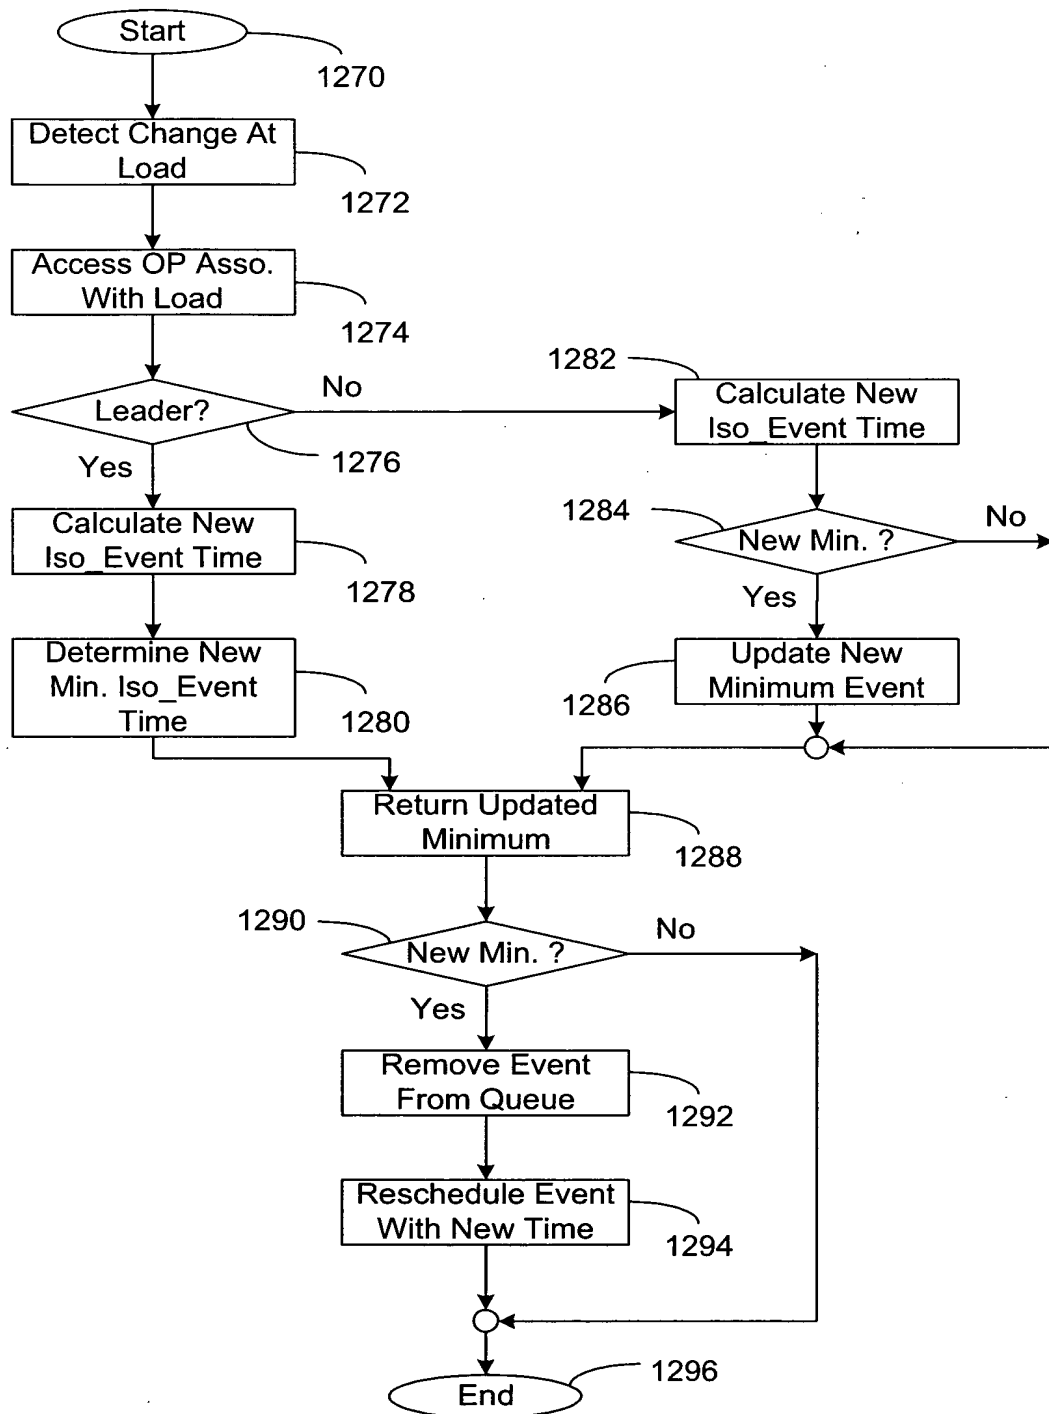 Start
1270
Detect Change At
Load
1272
Access OP Asso.
With Load
1274
Leader?
No
1276
Yes
Calculate New
Iso_Event Time
1278
Determine New
Min. Iso_Event
Time
1280
1282
Calculate New
Iso_Event Time
1284
New Min. ?
No
Yes
Update New
Minimum Event
1286
Return Updated
Minimum
1288
1290
New Min. ?
No
Yes
Remove Event
From Queue
1292
Reschedule Event
With New Time
1294
1296
End